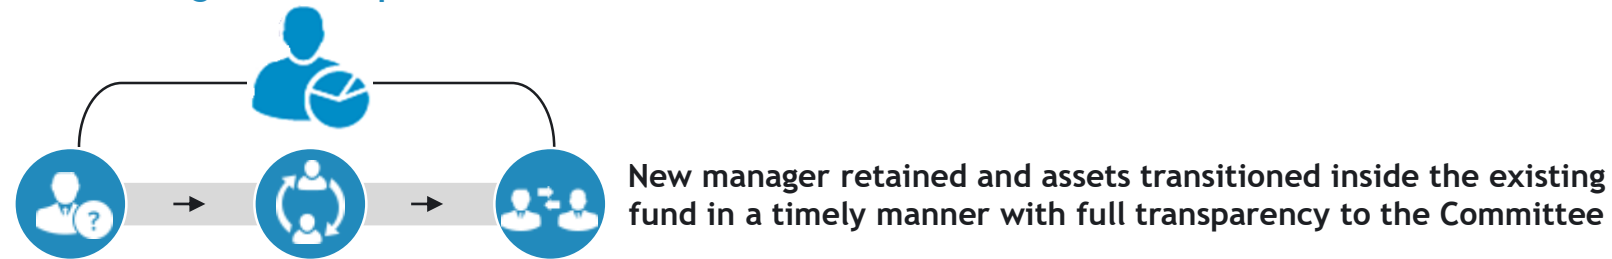 ?
New manager retained and assets transitioned inside the existing
fund in a timely manner with full transparency to the Committee